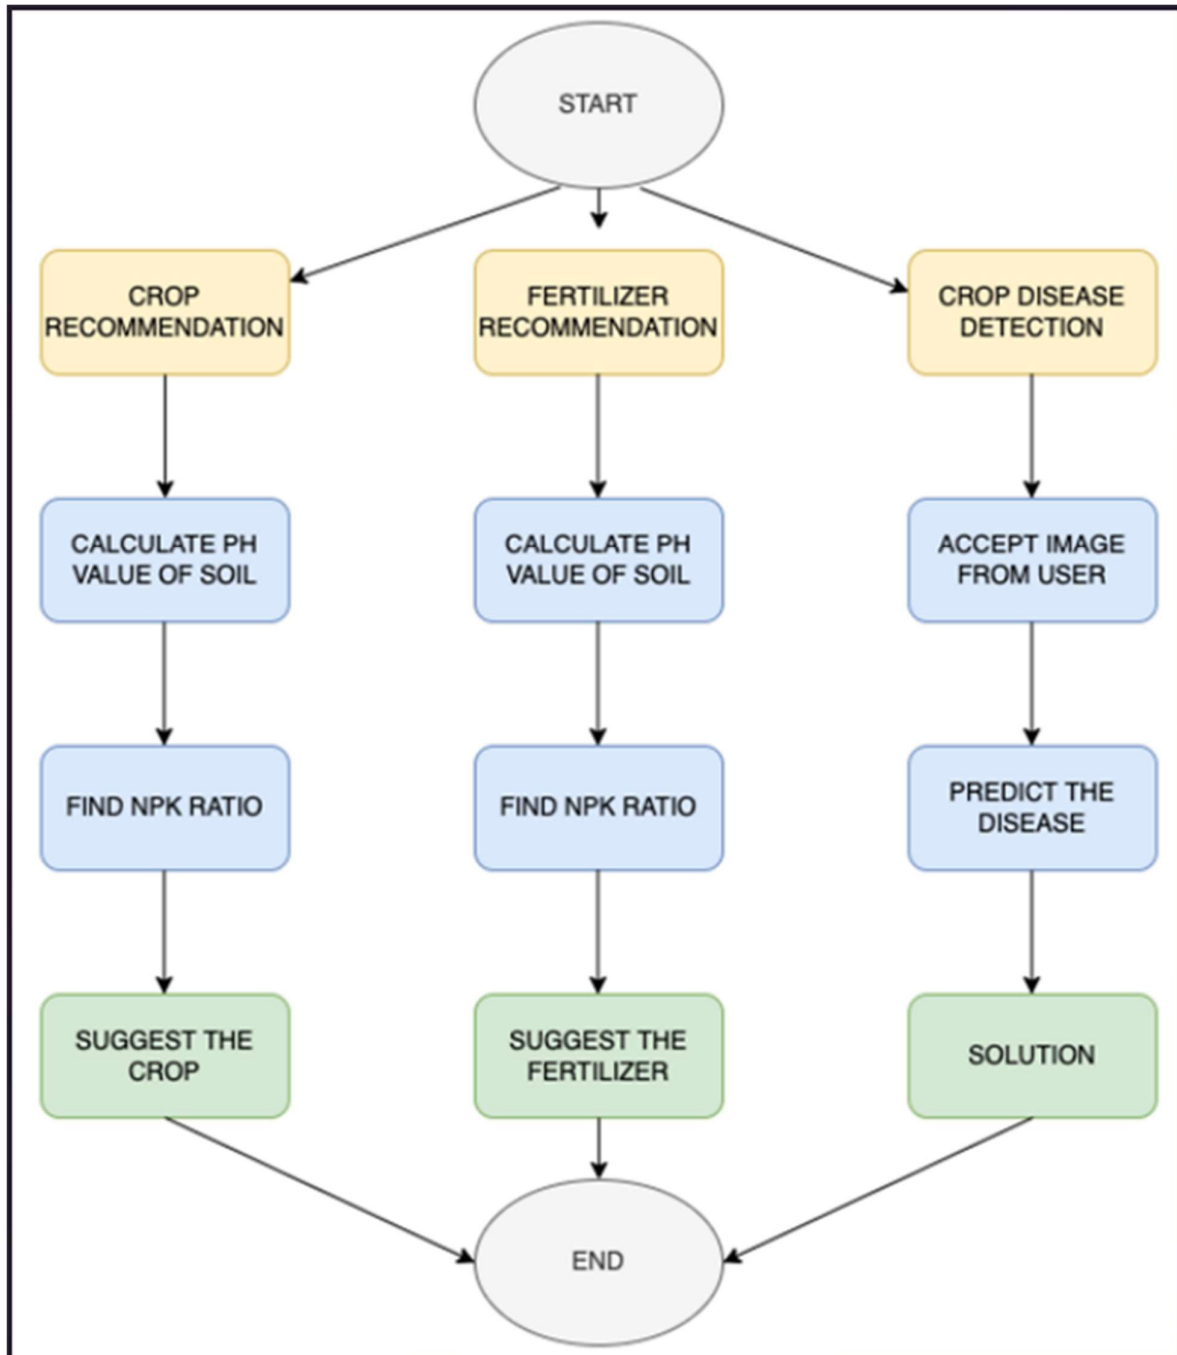 START
CROP
RECOMMENDATION
FERTILIZER
RECOMMENDATION
CROP DISEASE
DETECTION
CALCULATE PH
VALUE OF SOIL
CALCULATE PH
VALUE OF SOIL
ACCEPT IMAGE
FROM USER
FIND NPK RATIO
FIND NPK RATIO
PREDICT THE
DISEASE
SUGGEST THE
CROP
SUGGEST THE
FERTILIZER
SOLUTION
END